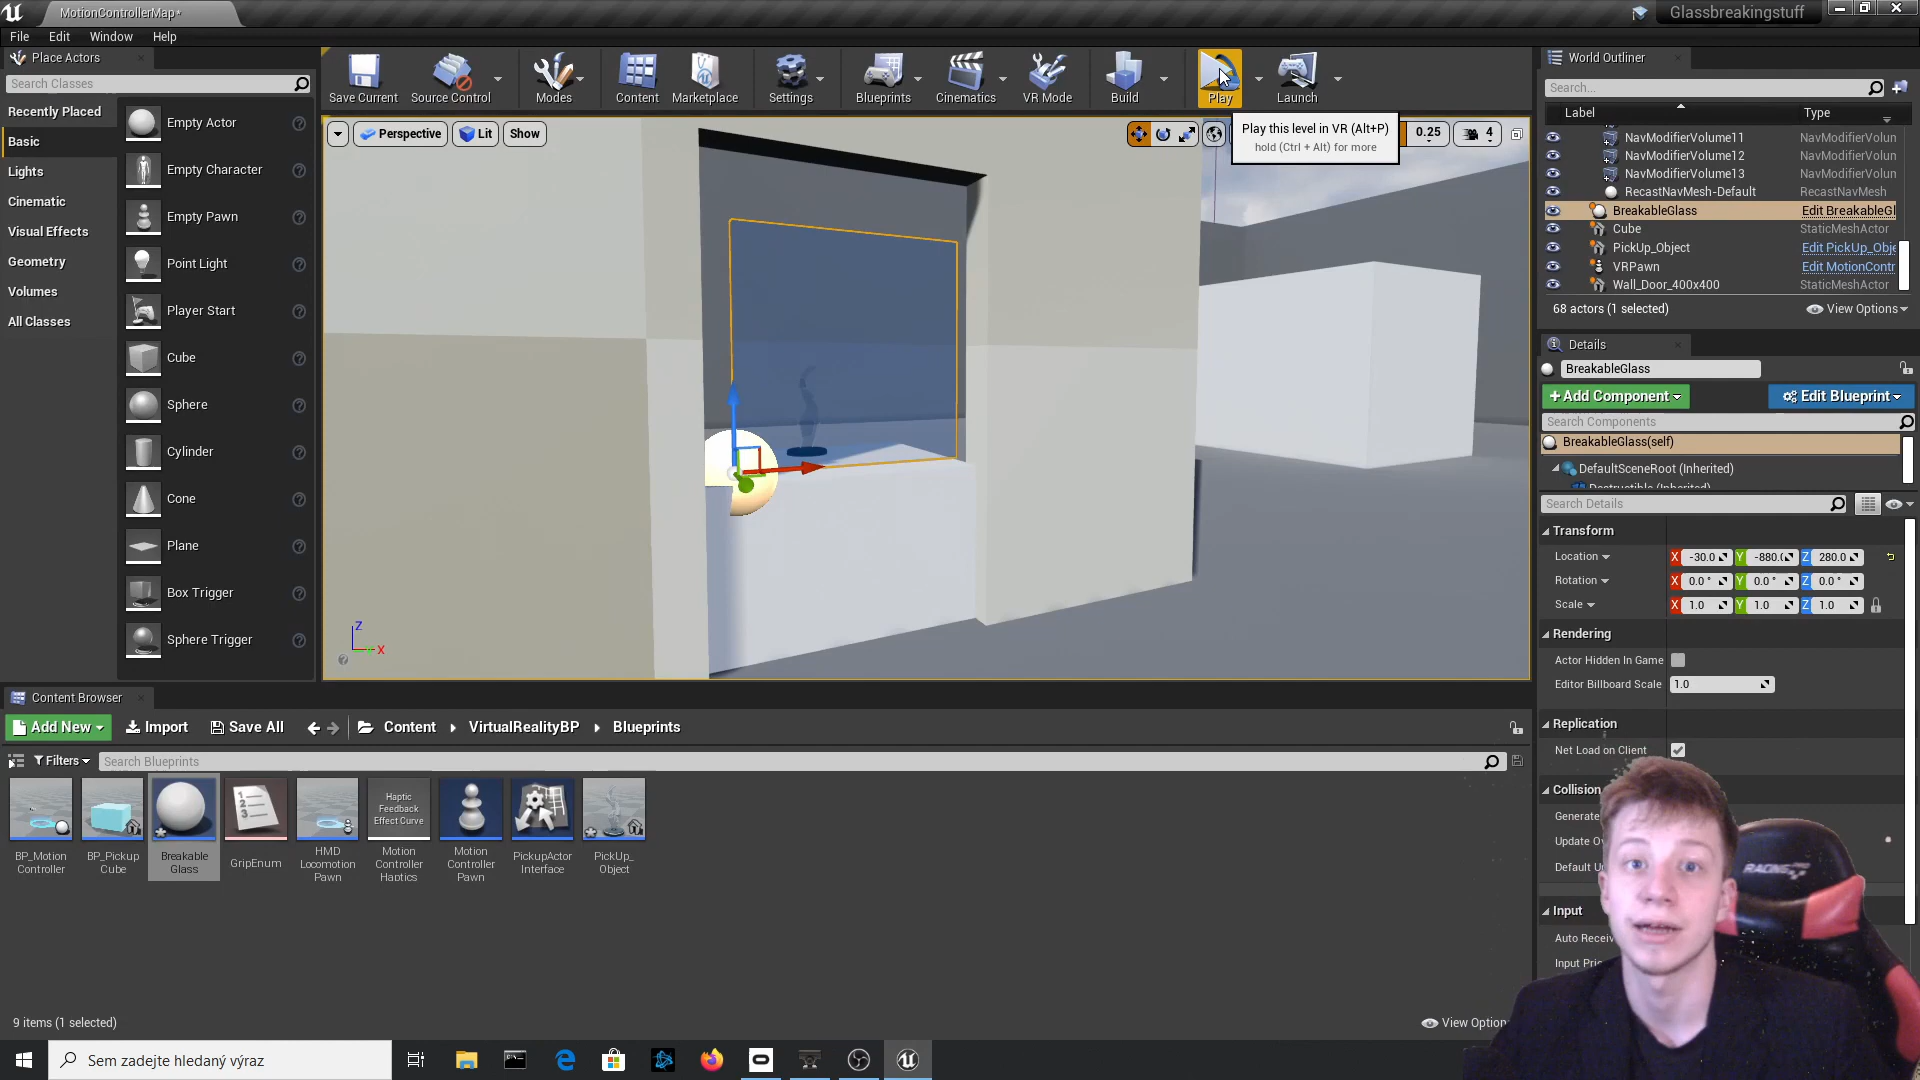 MotionControllerMap*
Glassbreakingstuff
File
Edit
Window
Help
Place Actors
Search Classes
Recently Placed
Basic
Lights
Cinematic
Visual Effects
Geometry
Volumes
All Classes
Empty Actor
Empty Character
Empty Pawn
Point Light
Player Start
Cube
Sphere
Cylinder
Cone
Plane
Box Trigger
Sphere Trigger
Save Current
Source Control
Modes
Content
Marketplace
Settings
Blueprints
Cinematics
VR Mode
Build
Play
Launch
Perspective
Lit
Show
Play this level in VR (Alt+P)
hold (Ctrl + Alt) for more
0.25
4
Z
X
World Outliner
Search...
Label
Type
NavModifierVolume11
NavModifierVolun
NavModifierVolume12
NavModifierVolun
NavModifierVolume13
NavModifierVolun
RecastNavMesh-Default
RecastNavMesh
BreakableGlass
Edit BreakableGl
Cube
StaticMeshActor
PickUp_Object
Edit PickUp_Obje
VRPawn
Edit MotionContr
Wall_Door_400x400
StaticMeshActor
68 actors (1 selected)
View Options
Details
BreakableGlass
+Add Component
Edit Blueprint
Search Components
BreakableGlass(self)
DefaultSceneRoot (Inherited)
Destructible (Inherited)
Search Details
Transform
Location
X -30.0 Y -880.0 Z 280.0
Rotation
X 0.0 ° Y 0.0 ° Z 0.0 °
Scale
X 1.0 Y 1.0 Z 1.0
Rendering
Actor Hidden In Game
Editor Billboard Scale
1.0
Replication
Net Load on Client
Collision
Generate
Update Ov
Default Up
Input
Auto Receiv
Input Prio
RACING
Content Browser
Add New
Import
Save All
Content
VirtualRealityBP
Blueprints
Filters
Search Blueprints
BP_Motion
Controller
BP_Pickup
Cube
Breakable
Glass
GripEnum
HMD
Locomotion
Pawn
Haptic
Feedback
Effect Curve
Motion
Controller
Haptics
Motion
Controller
Pawn
PickupActor
Interface
PickUp_
Object
9 items (1 selected)
View Option
Sem zadejte hledaný výraz